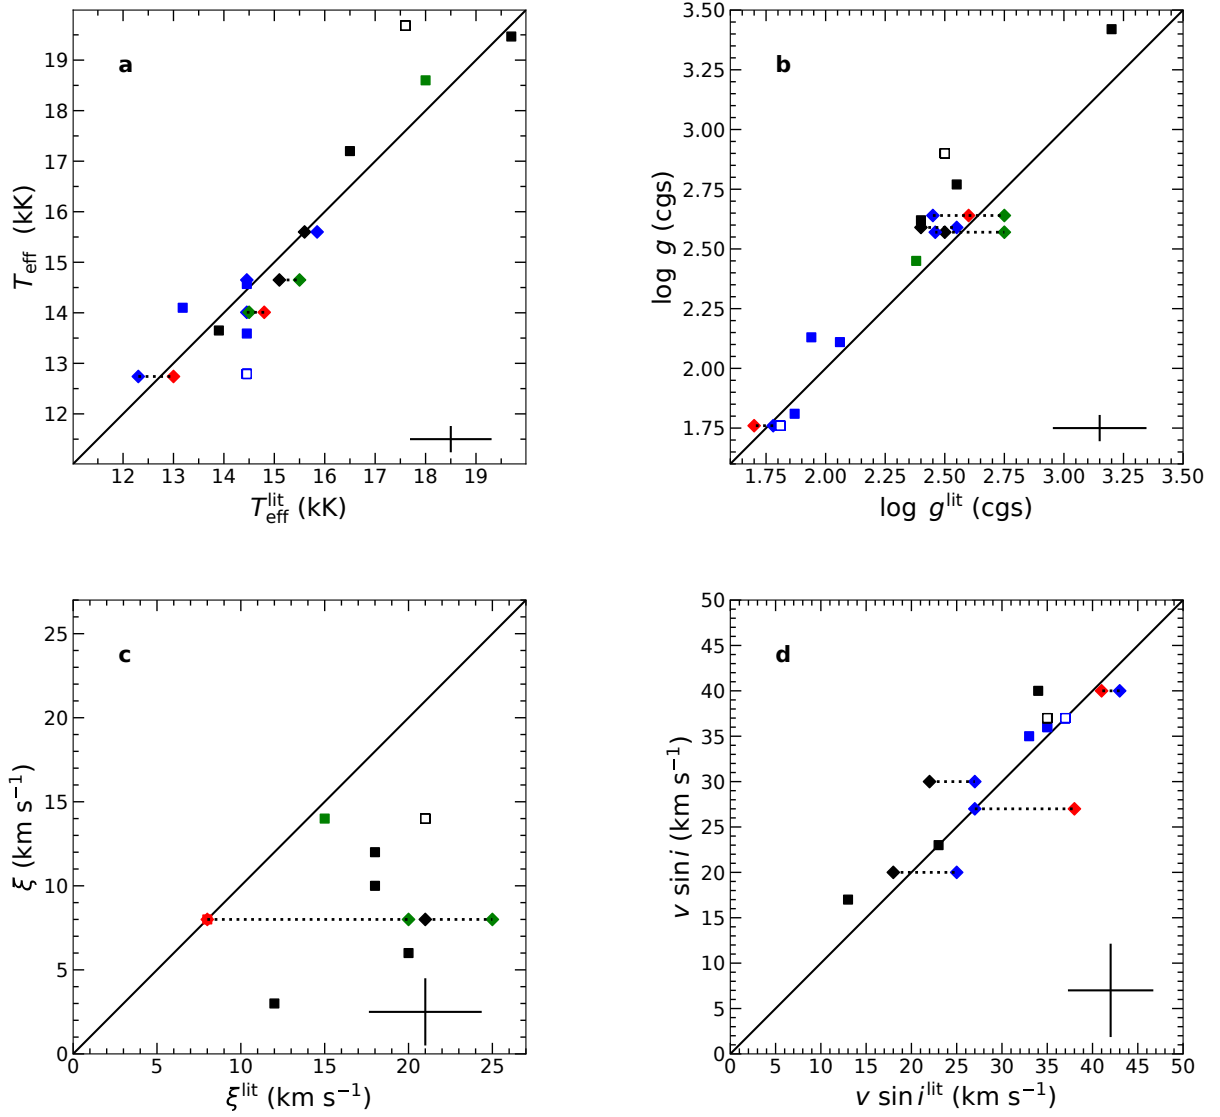 a
19
18
17
16
15
14
13
12
12 13 14 15 16 17 18 19
T_eff (kK)
T_eff^lit (kK)
b
3.50
3.25
3.00
2.75
2.50
2.25
2.00
1.75
1.75 2.00 2.25 2.50 2.75 3.00 3.25 3.50
log g (cgs)
log g^lit (cgs)
c
25
20
15
10
5
0
0 5 10 15 20 25
ξ (km s⁻¹)
ξ^lit (km s⁻¹)
d
50
45
40
35
30
25
20
15
10
5
0
0 5 10 15 20 25 30 35 40 45 50
v sin i (km s⁻¹)
v sin i^lit (km s⁻¹)